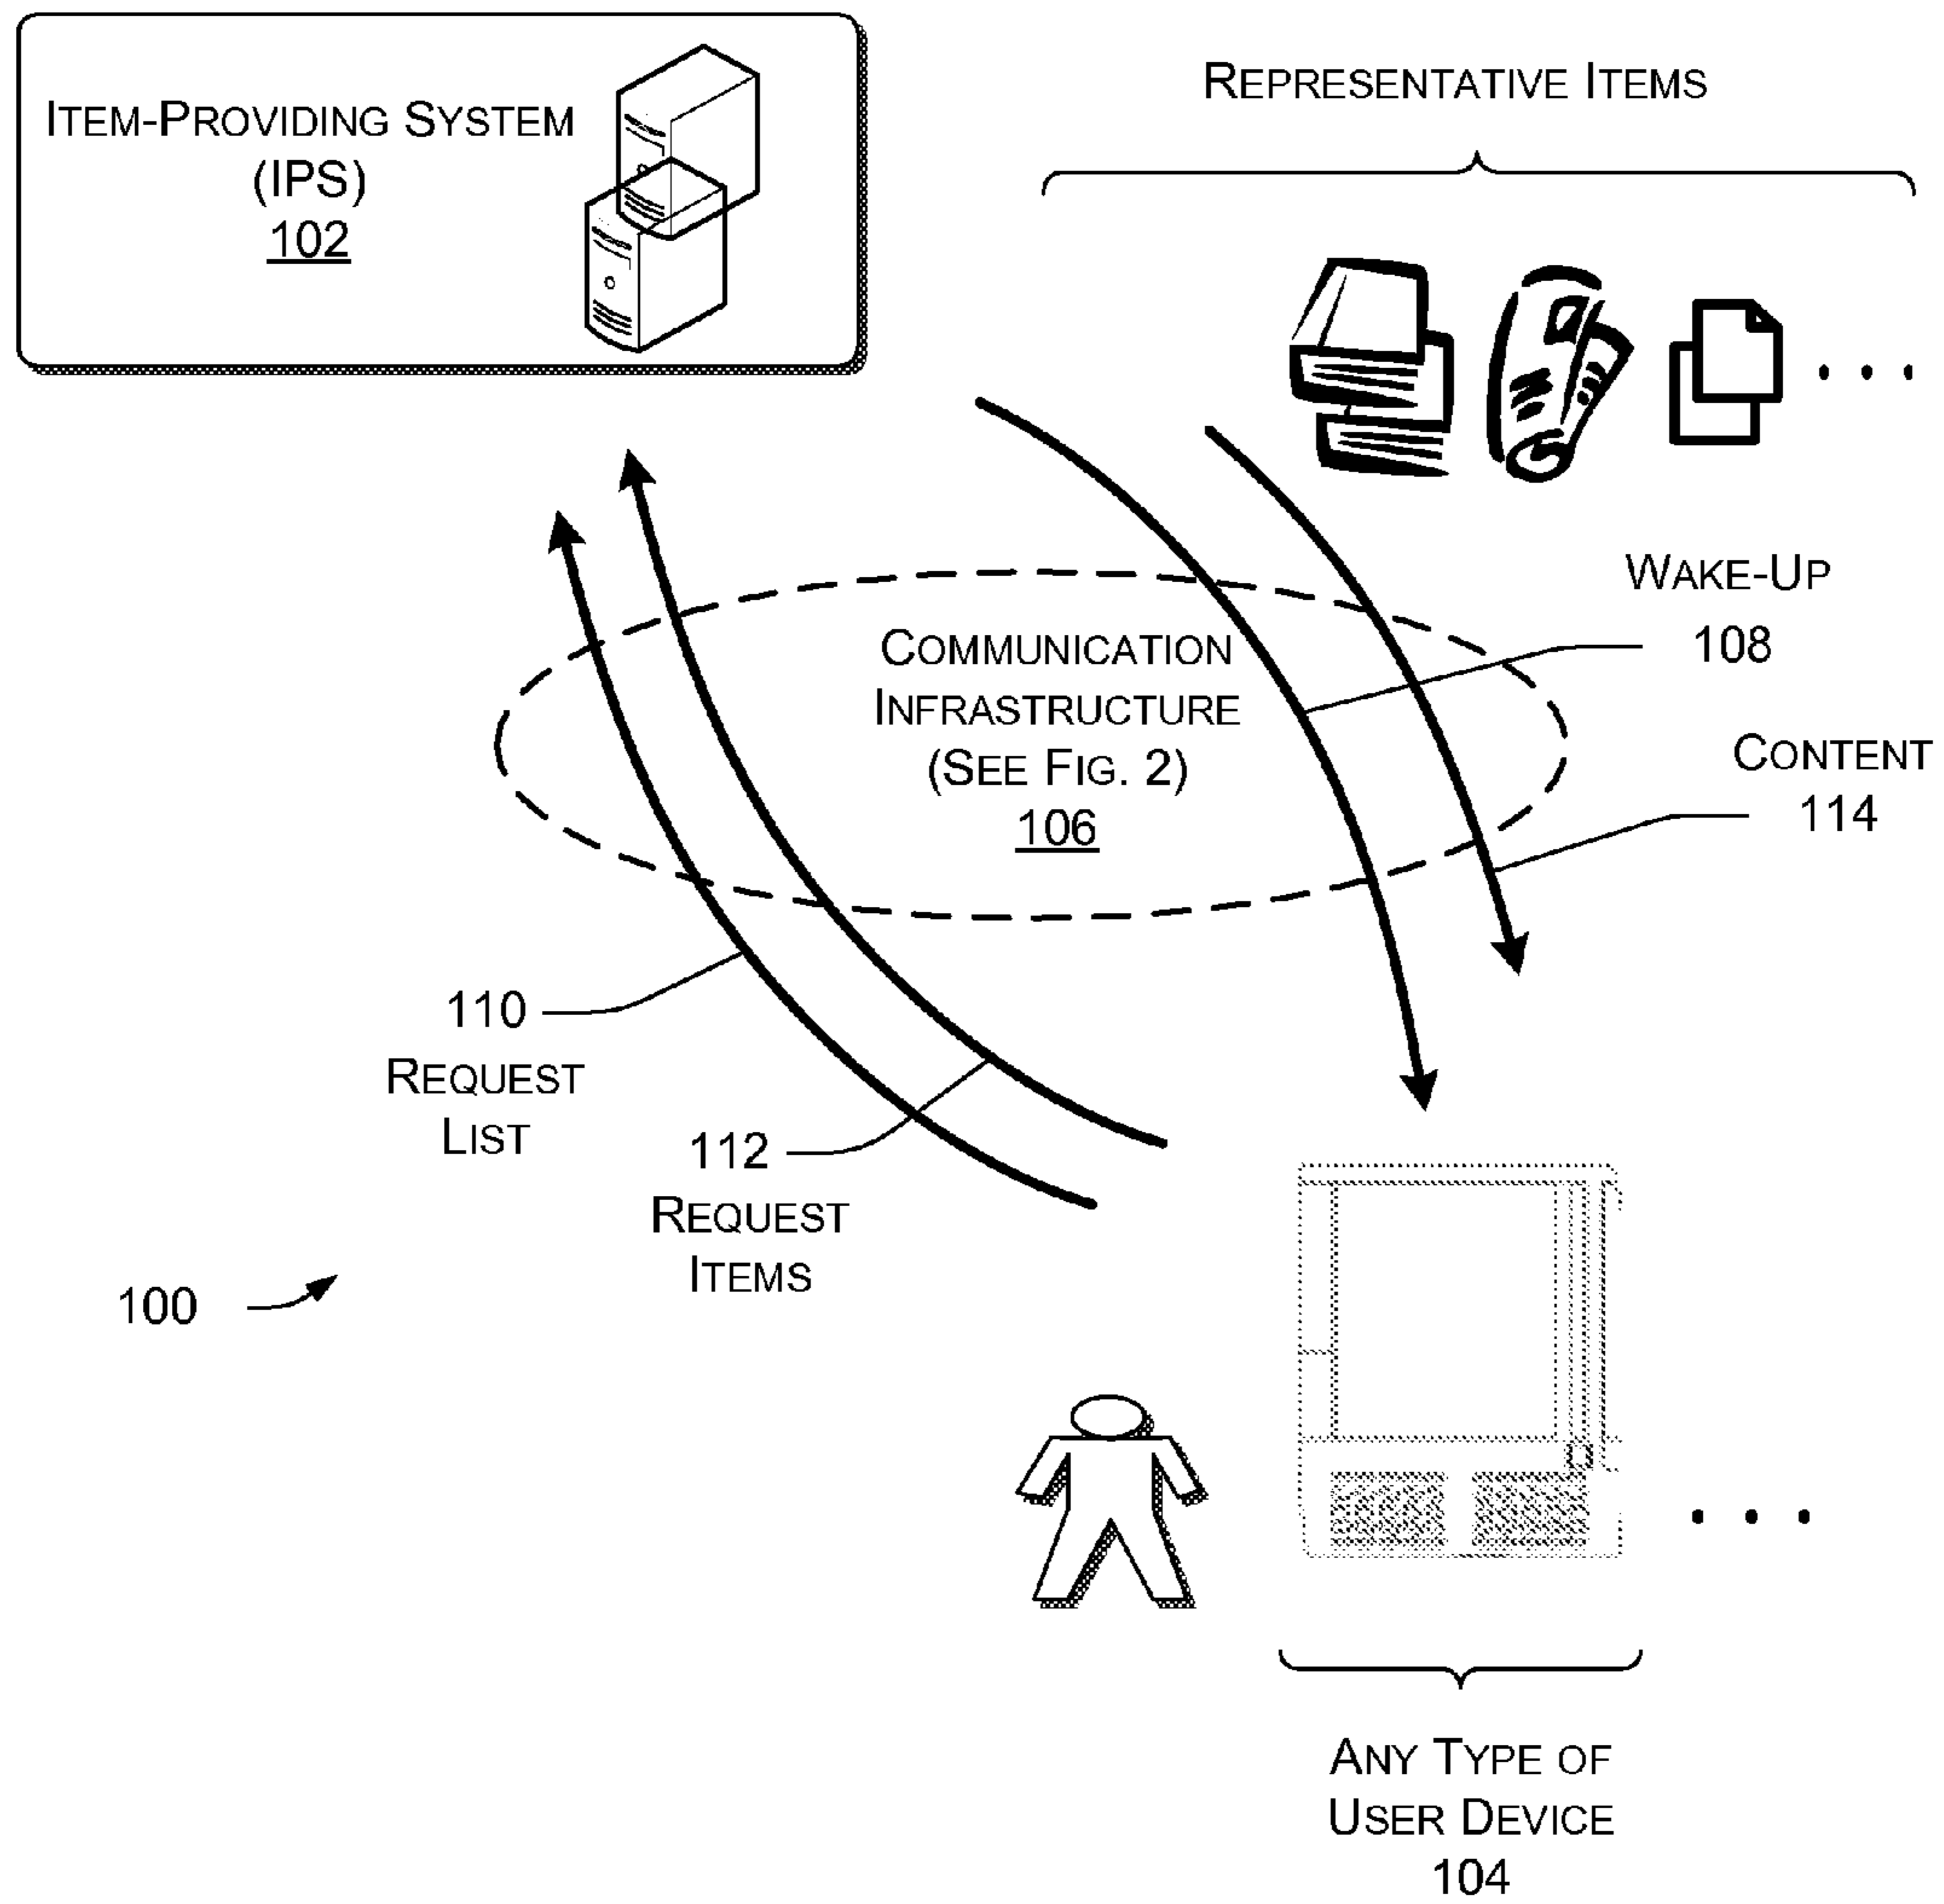 ITEM-PROVIDING SYSTEM
(IPS)
102
REPRESENTATIVE ITEMS
WAKE-UP
108
COMMUNICATION
INFRASTRUCTURE
(SEE FIG. 2)
106
CONTENT
114
110
REQUEST
LIST
112
REQUEST
ITEMS
100
ANY TYPE OF
USER DEVICE
104